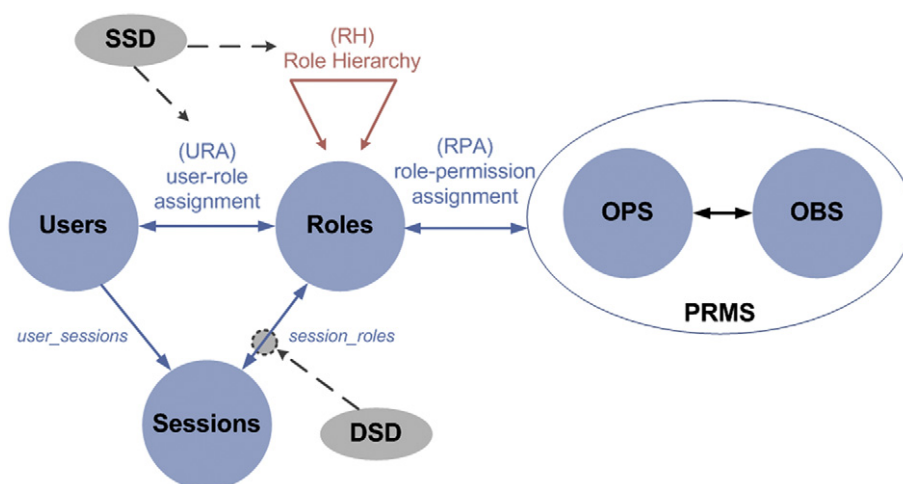 SSD
(RH)
Role Hierarchy
(URA)
user-role
assignment
(RPA)
role-permission
assignment
Users
Roles
OPS
OBS
PRMS
user_sessions
session_roles
Sessions
DSD